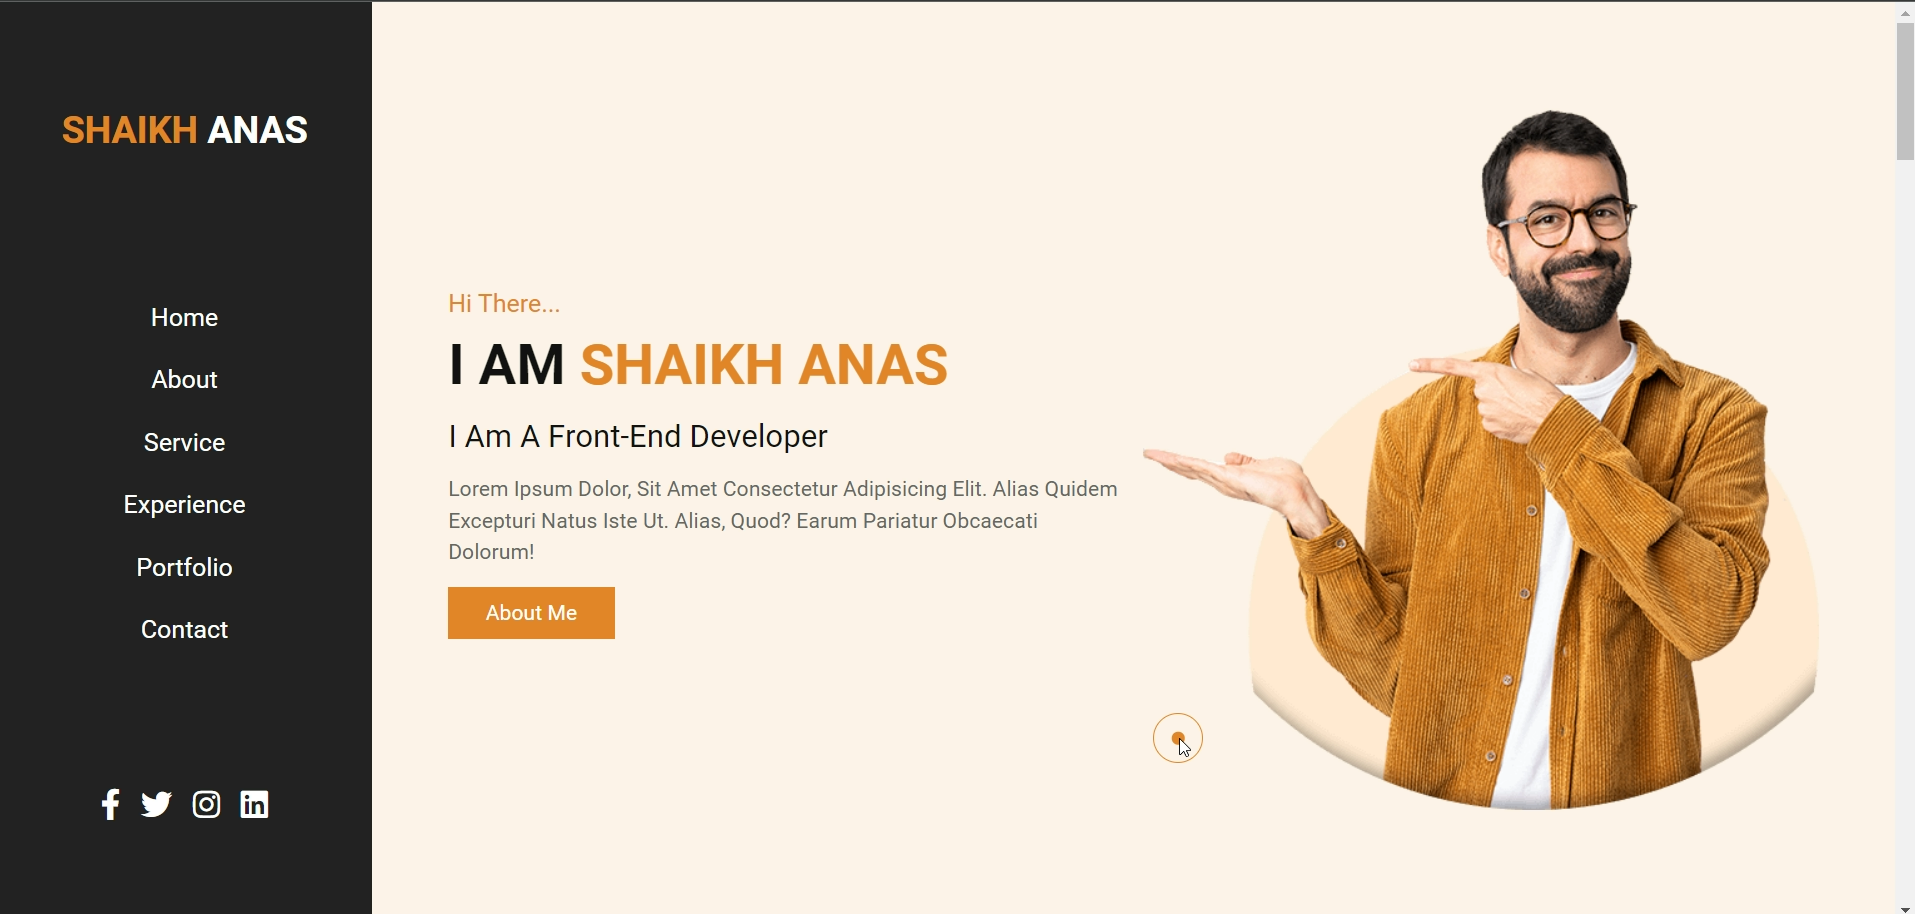 SHAIKH ANAS
Home
About
Service
Experience
Portfolio
Contact
Hi There...
I AM SHAIKH ANAS
I Am A Front-End Developer
Lorem Ipsum Dolor, Sit Amet Consectetur Adipisicing Elit. Alias Quidem
Excepturi Natus Iste Ut. Alias, Quod? Earum Pariatur Obcaecati
Dolorum!
About Me